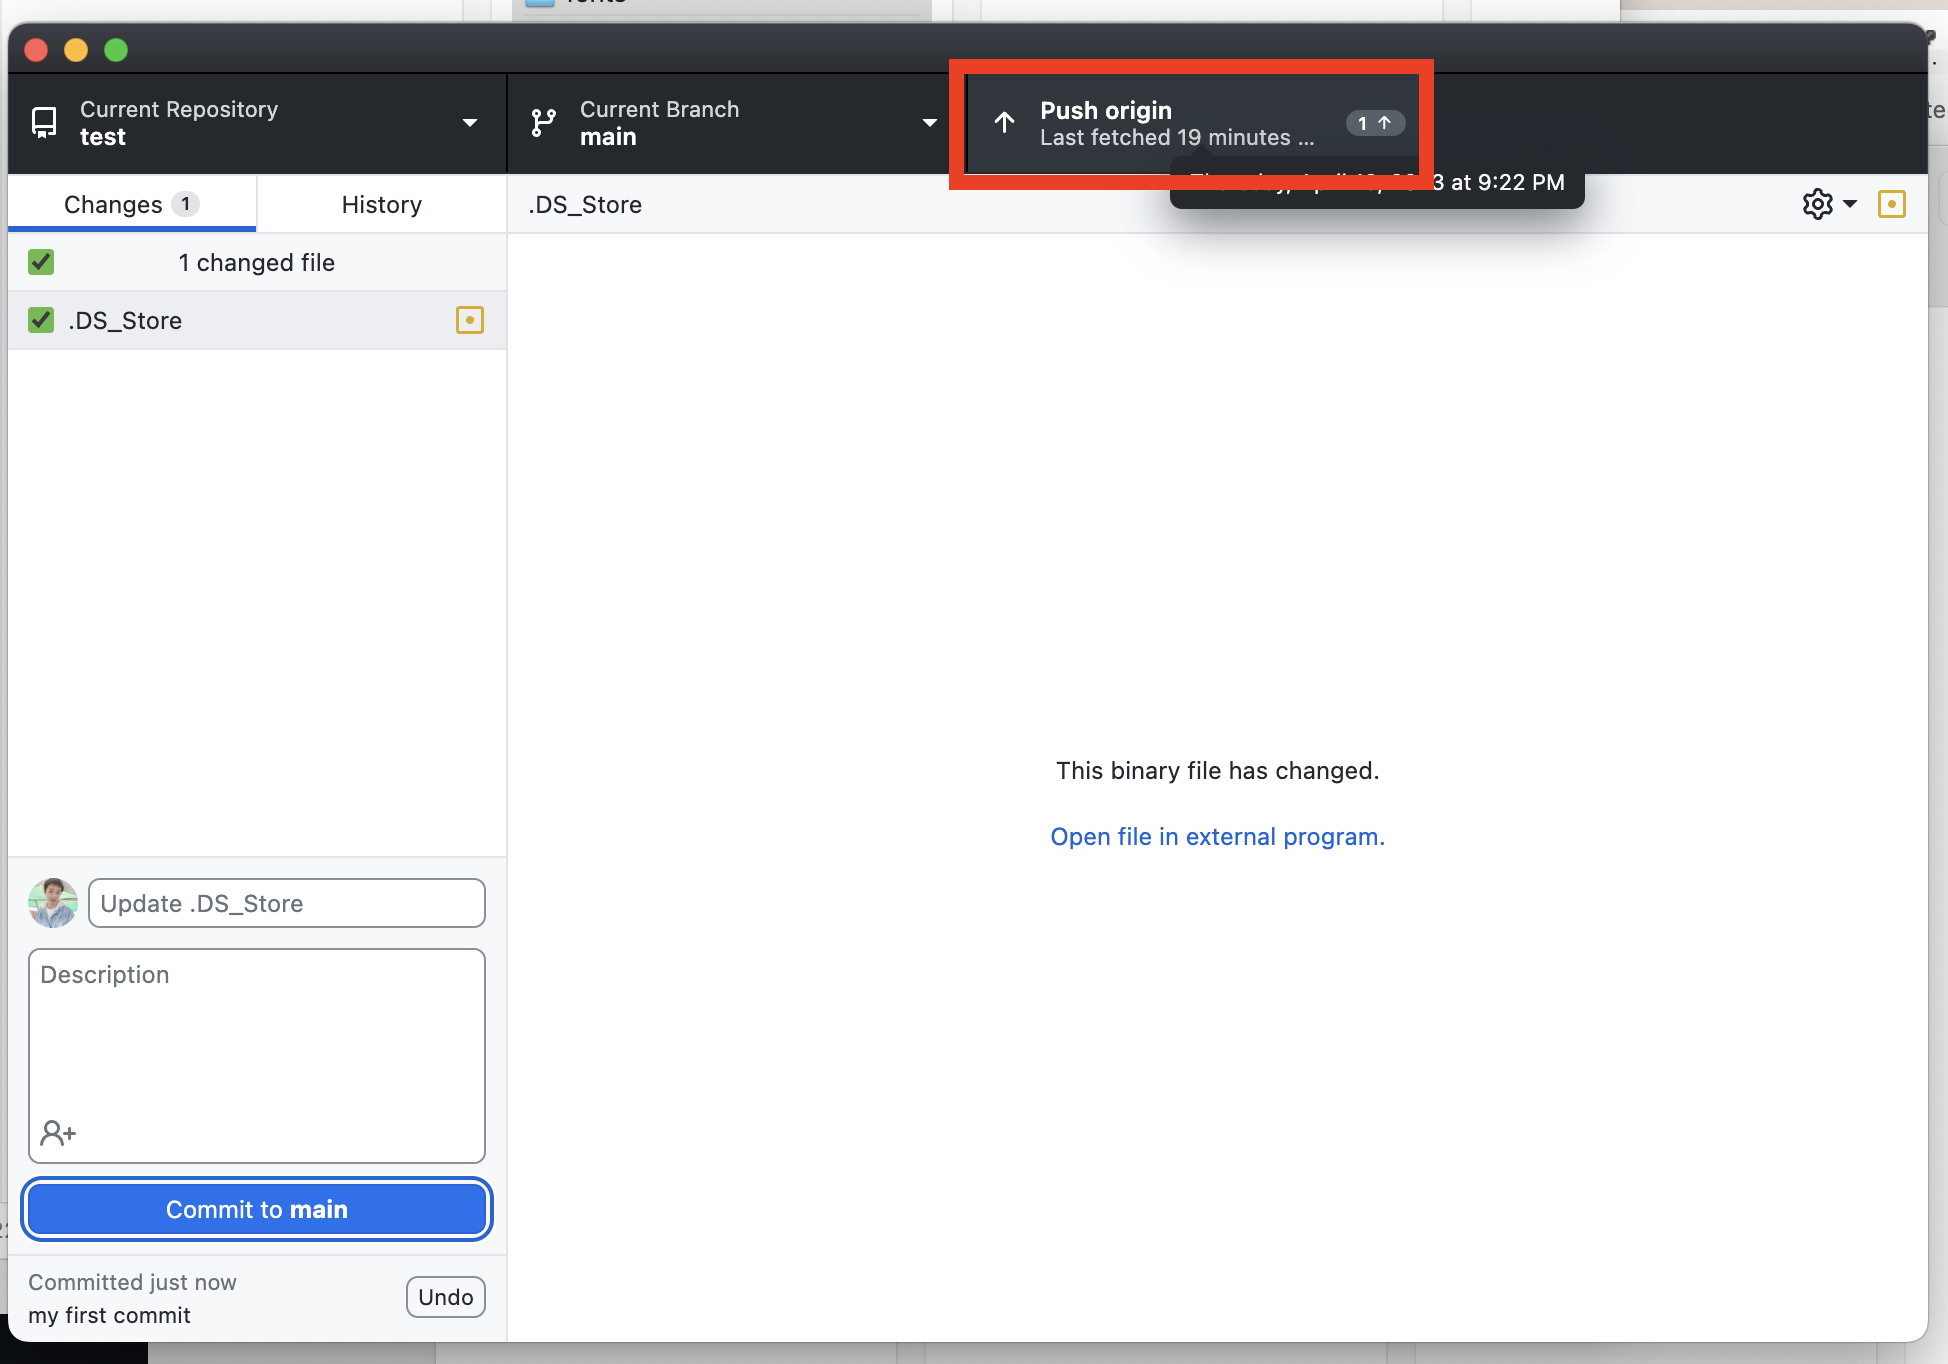 Current Repository
test
Current Branch
main
Push origin
Last fetched 19 minutes ...
1
3 at 9:22 PM
Changes 1
History
.DS_Store
1 changed file
.DS_Store
This binary file has changed.
Open file in external program.
Update .DS_Store
Description
Commit to main
Committed just now
my first commit
Undo